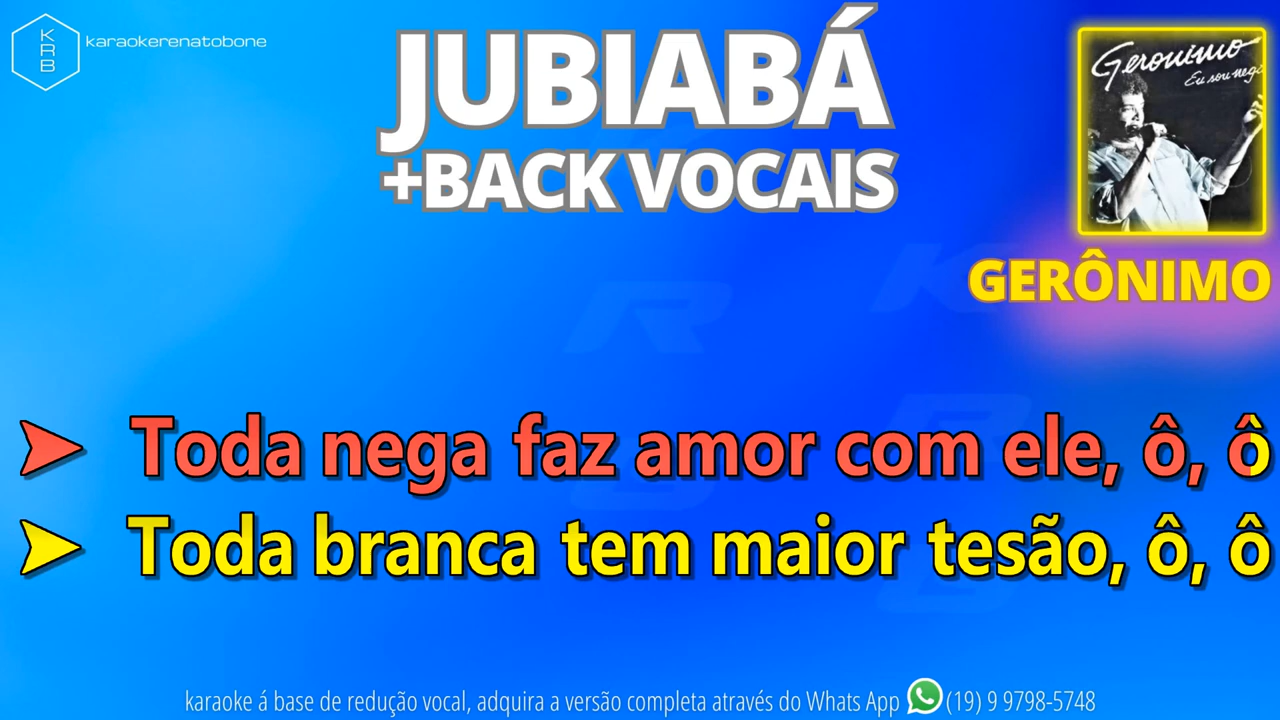 KRB
karaokerenatobone
JUBIABÁ
+BACK VOCAIS
Geronimo
Eu sou negão
GERÔNIMO
Toda nega faz amor com ele, ô, ô
Toda branca tem maior tesão, ô, ô
karaoke á base de redução vocal, adquira a versão completa através do Whats App (19) 9 9798-5748